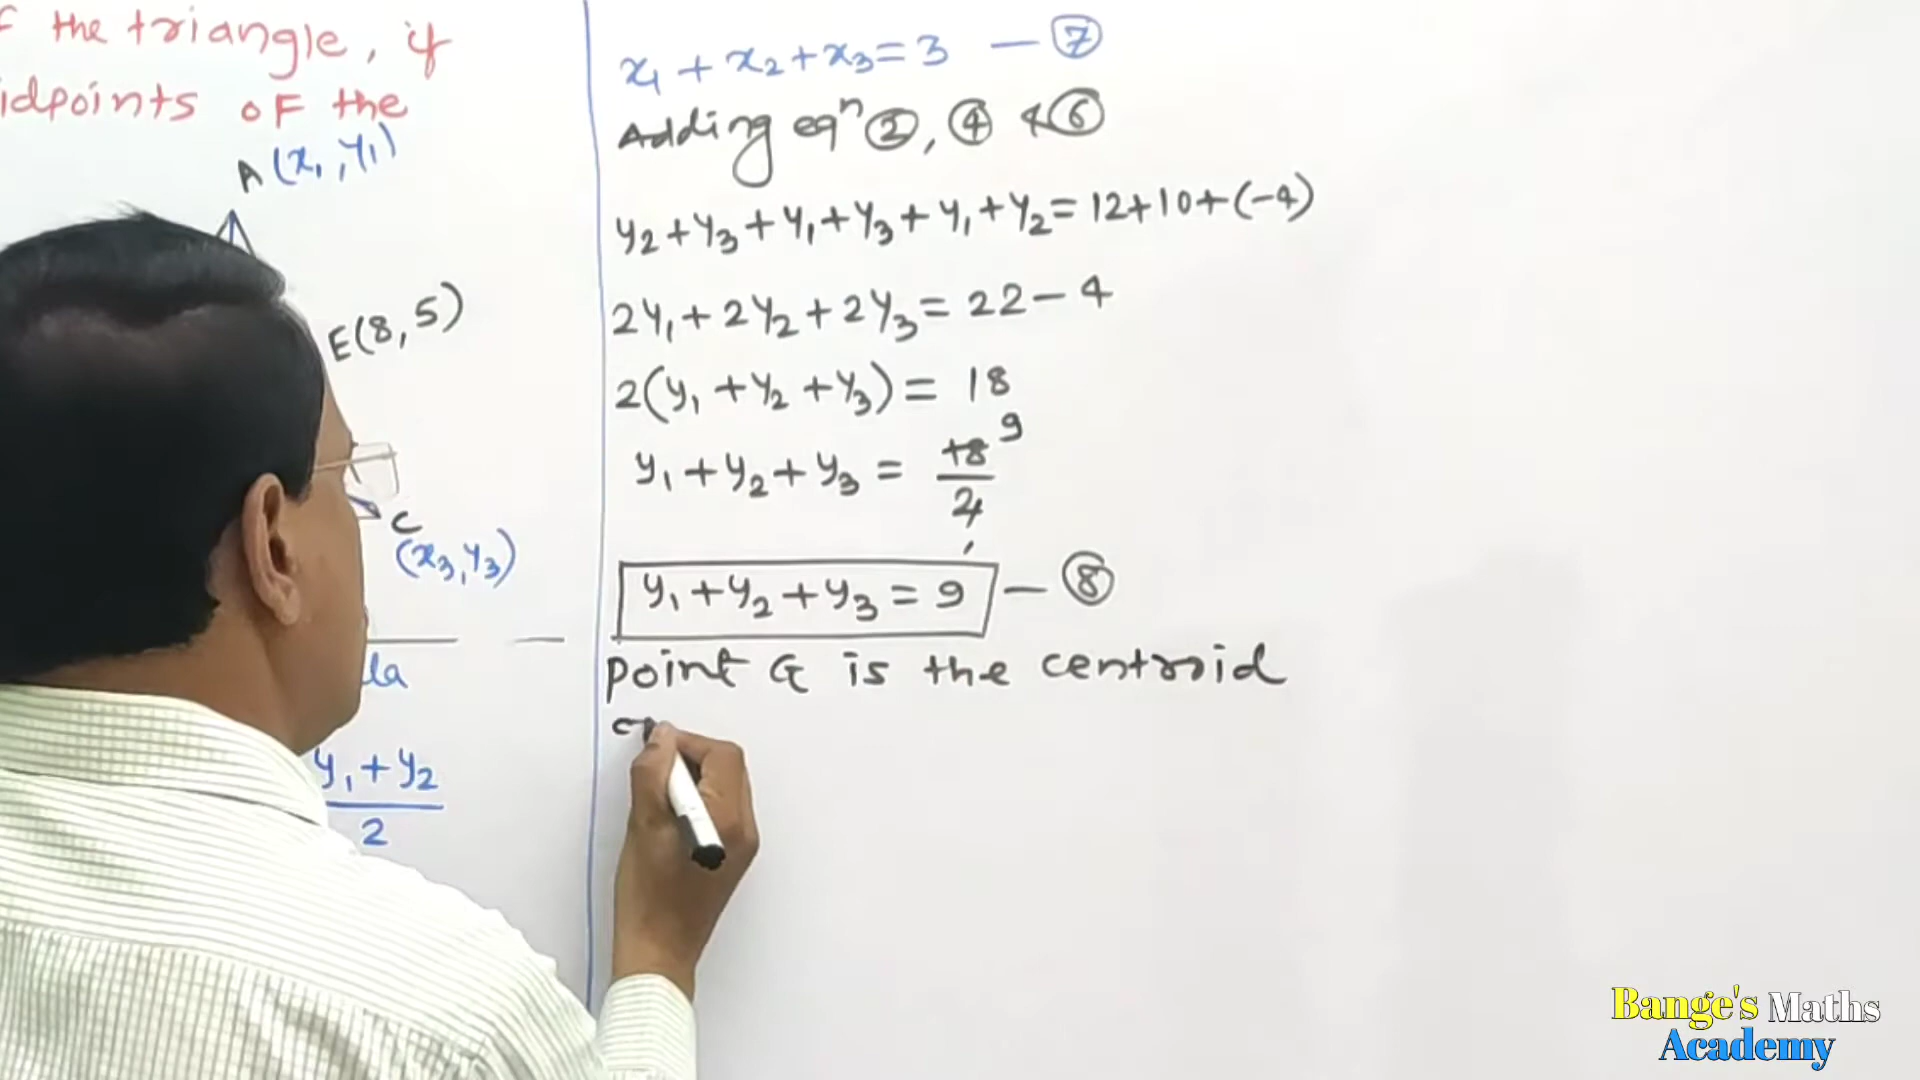 the triangle, if
idpoints of the
A (x₁, y₁)
E(8, 5)
C
(x₃, y₃)
la
y₁ + y₂
2
x₁ + x₂ + x₃ = 3 — ⑦
Adding eqⁿ ②, ④ & ⑥
y₂ + y₃ + y₁ + y₃ + y₁ + y₂ = 12 + 10 + (-4)
2y₁ + 2y₂ + 2y₃ = 22 - 4
2(y₁ + y₂ + y₃) = 18
y₁ + y₂ + y₃ = 18/2 9
y₁ + y₂ + y₃ = 9 — ⑧
point G is the centroid
Bange's Maths
Academy